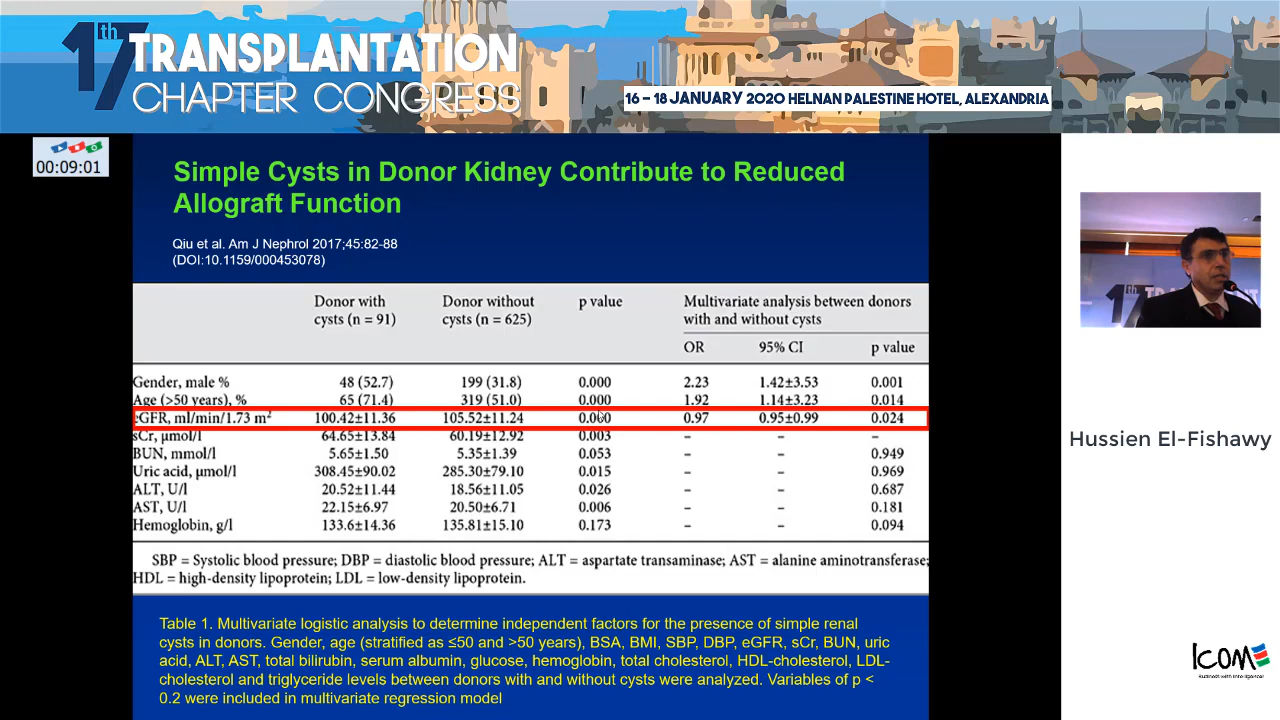 17th TRANSPLANTATION
CHAPTER CONGRESS
16 – 18 JANUARY 2020 HELNAN PALESTINE HOTEL, ALEXANDRIA
00:09:01
Simple Cysts in Donor Kidney Contribute to Reduced
Allograft Function
Qiu et al. Am J Nephrol 2017;45:82-88
(DOI:10.1159/000453078)
Donor with cysts (n = 91) Donor without cysts (n = 625) p value Multivariate analysis between donors with and without cysts
OR 95% CI p value
Gender, male % 48 (52.7) 199 (31.8) 0.000 2.23 1.42±3.53 0.001
Age (>50 years), % 65 (71.4) 319 (51.0) 0.000 1.92 1.14±3.23 0.014
eGFR, ml/min/1.73 m² 100.42±11.36 105.52±11.24 0.000 0.97 0.95±0.99 0.024
sCr, µmol/l 64.65±13.84 60.19±12.92 0.003 – – –
BUN, mmol/l 5.65±1.50 5.35±1.39 0.053 – – 0.949
Uric acid, µmol/l 308.45±90.02 285.30±79.10 0.015 – – 0.969
ALT, U/l 20.52±11.44 18.56±11.05 0.026 – – 0.687
AST, U/l 22.15±6.97 20.50±6.71 0.006 – – 0.181
Hemoglobin, g/l 133.6±14.36 135.81±15.10 0.173 – – 0.094
SBP = Systolic blood pressure; DBP = diastolic blood pressure; ALT = aspartate transaminase; AST = alanine aminotransferase;
HDL = high-density lipoprotein; LDL = low-density lipoprotein.
Table 1. Multivariate logistic analysis to determine independent factors for the presence of simple renal
cysts in donors. Gender, age (stratified as ≤50 and >50 years), BSA, BMI, SBP, DBP, eGFR, sCr, BUN, uric
acid, ALT, AST, total bilirubin, serum albumin, glucose, hemoglobin, total cholesterol, HDL-cholesterol, LDL-
cholesterol and triglyceride levels between donors with and without cysts were analyzed. Variables of p <
0.2 were included in multivariate regression model
Hussien El-Fishawy
ICOM
Business with Intelligence